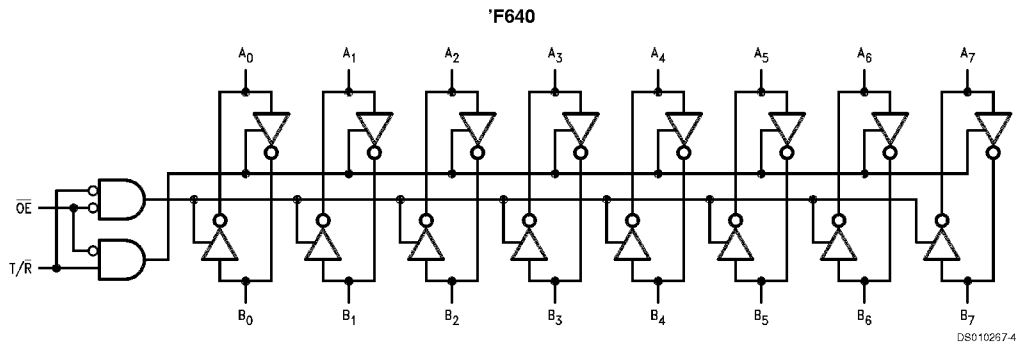 'F640
A0 A1 A2 A3 A4 A5 A6 A7
O̅E̅
T/R̅
B0 B1 B2 B3 B4 B5 B6 B7
DS010267-4